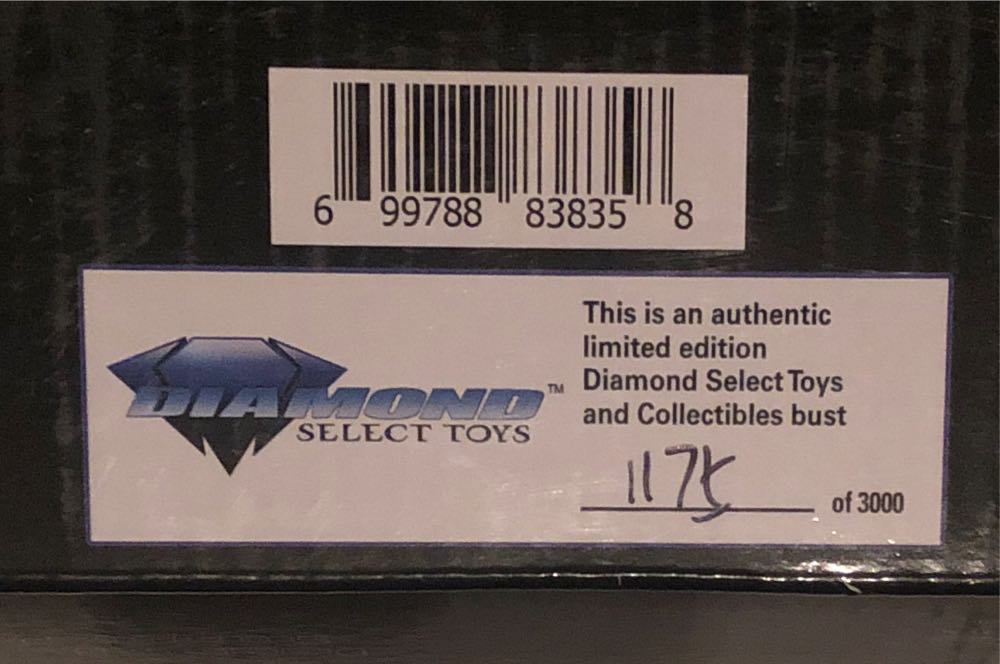 6 99788 83835 8
This is an authentic
limited edition
Diamond Select Toys
and Collectibles bust
1175 of 3000
DIAMOND™
SELECT TOYS